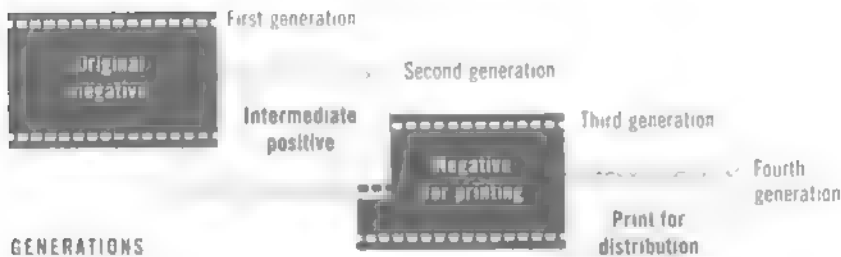 First generation
Original
negative
Second generation
Intermediate
positive
Third generation
Negative
for printing
Fourth
generation
Print for
distribution
GENERATIONS